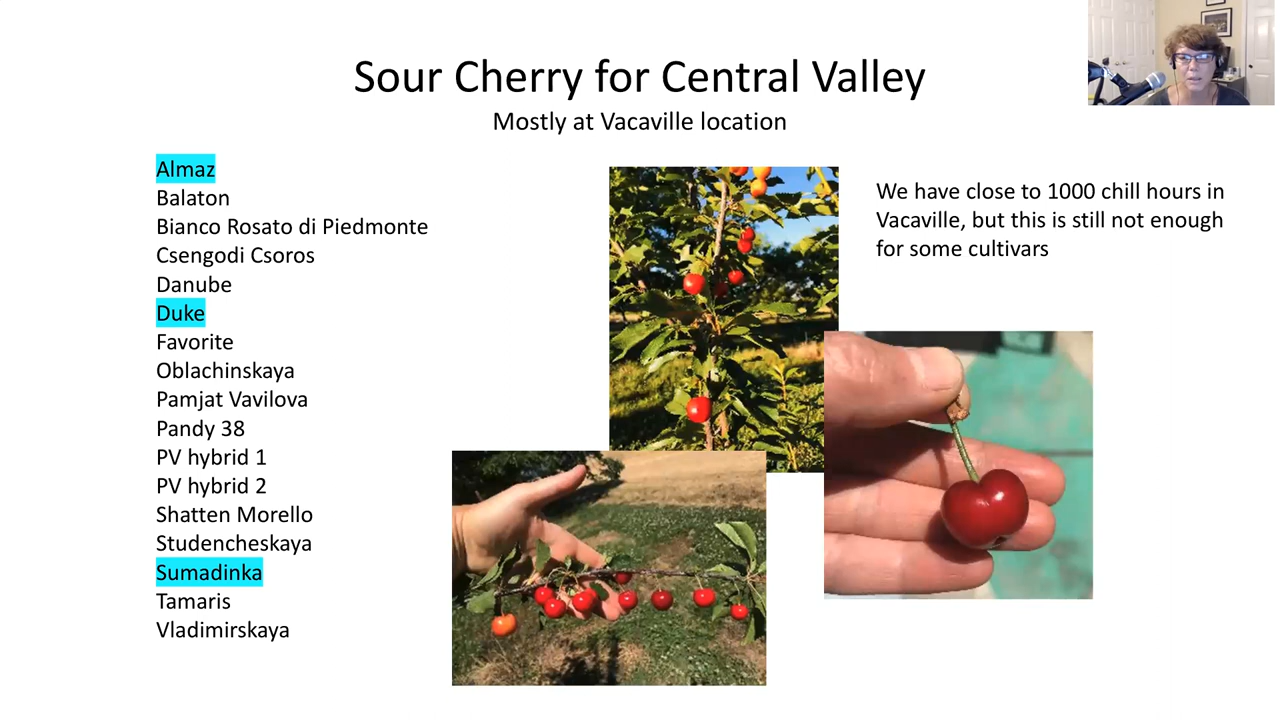 Sour Cherry for Central Valley
Mostly at Vacaville location
Almaz
Balaton
Bianco Rosato di Piedmonte
Csengodi Csoros
Danube
Duke
Favorite
Oblachinskaya
Pamjat Vavilova
Pandy 38
PV hybrid 1
PV hybrid 2
Shatten Morello
Studencheskaya
Sumadinka
Tamaris
Vladimirskaya
We have close to 1000 chill hours in
Vacaville, but this is still not enough
for some cultivars